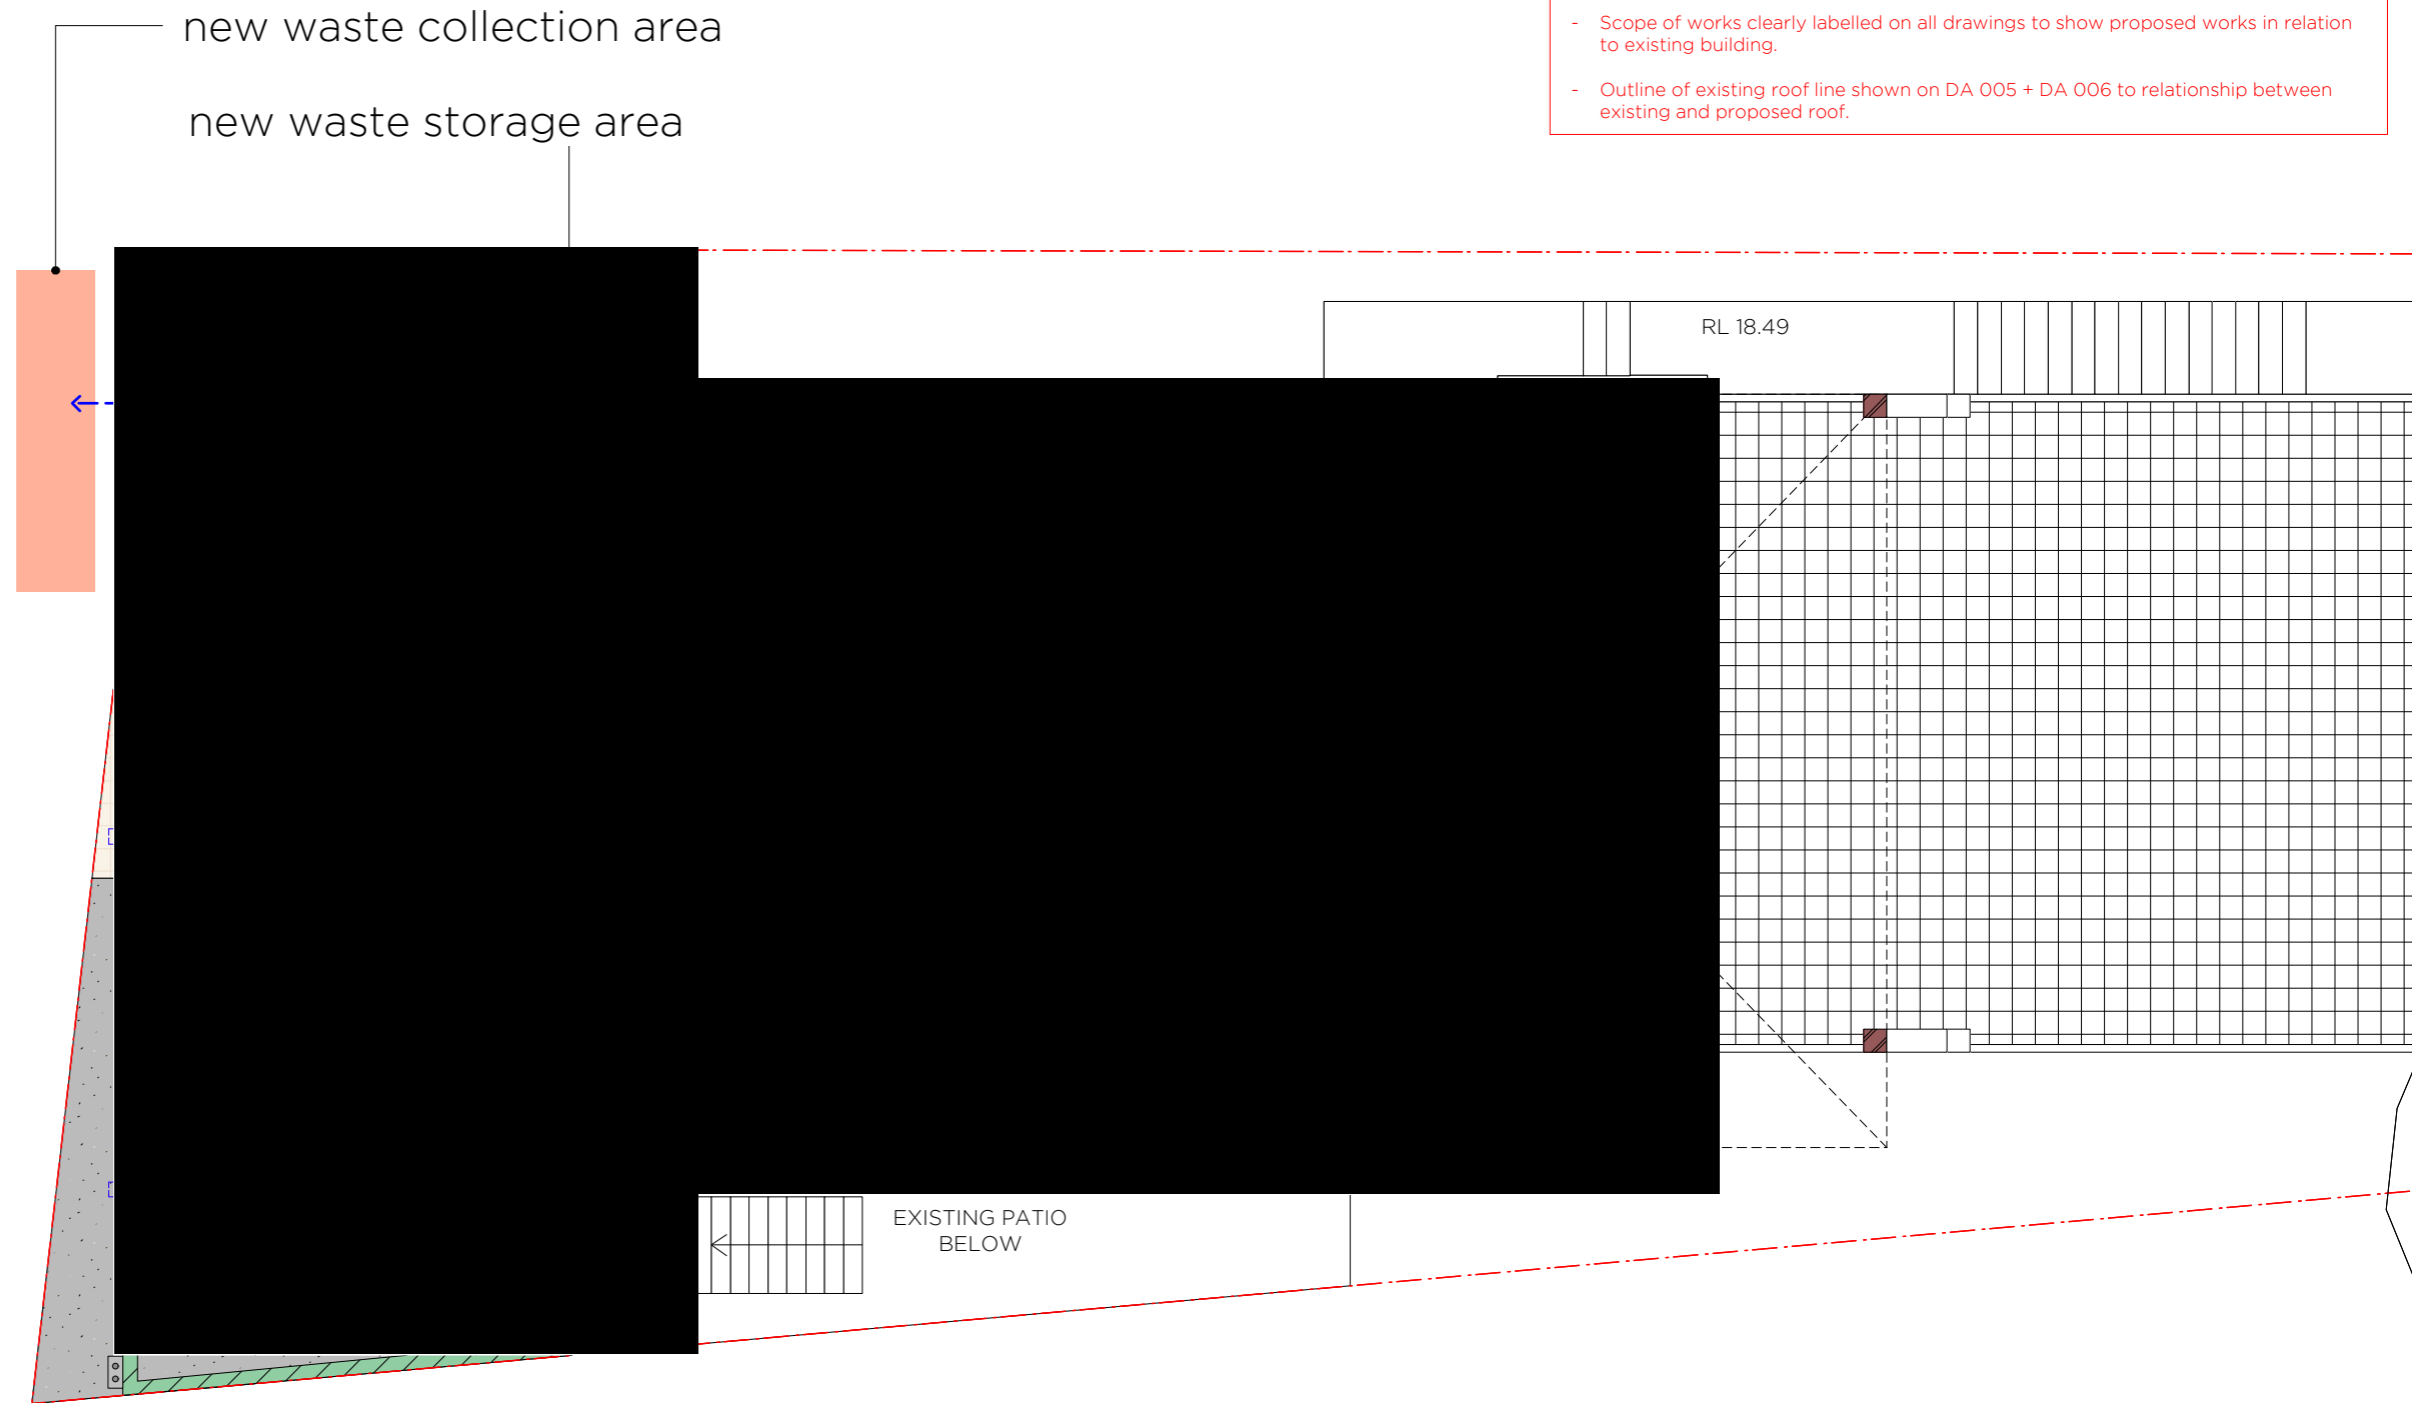 new waste collection area
new waste storage area
- Scope of works clearly labelled on all drawings to show proposed works in relation
to existing building.
- Outline of existing roof line shown on DA 005 + DA 006 to relationship between
existing and proposed roof.
RL 18.49
EXISTING PATIO
BELOW